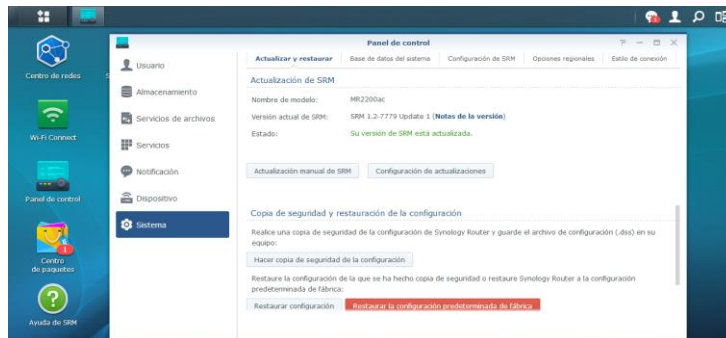 Panel de control
Centro de redes
Wi-Fi Connect
Panel de control
1
Centro
de paquetes
Ayuda de SRM
Usuario
Almacenamiento
Servicios de archivos
Servicios
Notificación
Dispositivo
Sistema
Actualizar y restaurar
Base de datos del sistema
Configuración de SRM
Opciones regionales
Estilo de conexión
Actualización de SRM
Nombre de modelo: MR2200ac
Versión actual de SRM: SRM 1.2-7779 Update 1 (Notas de la versión)
Estado: Su versión de SRM está actualizada.
Actualización manual de SRM
Configuración de actualizaciones
Copia de seguridad y restauración de la configuración
Realice una copia de seguridad de la configuración de Synology Router y guarde el archivo de configuración (.dss) en su
equipo:
Hacer copia de seguridad de la configuración
Restaure la configuración de la que se ha hecho copia de seguridad o restaure Synology Router a la configuración
predeterminada de fábrica:
Restaurar configuración
Restaurar la configuración predeterminada de fábrica